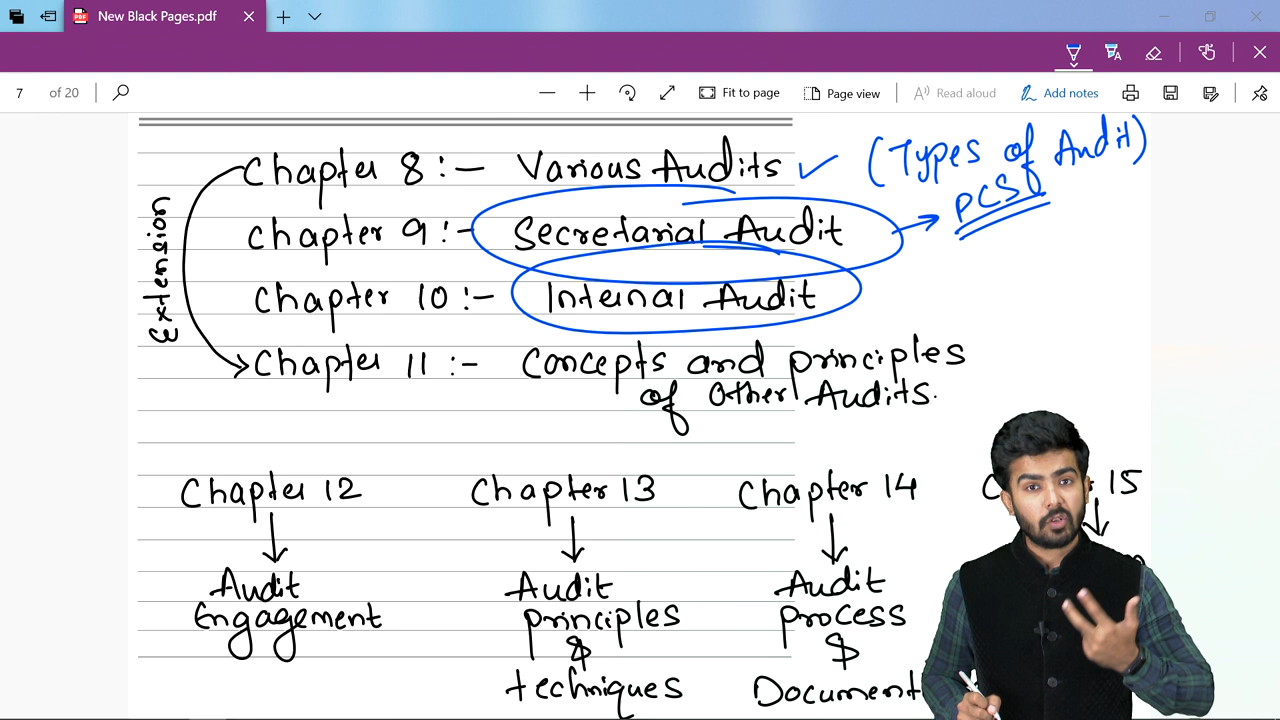 New Black Pages.pdf
7 of 20
Fit to page
Page view
Read aloud
Add notes
Chapter 8 :- Various Audits ✓ (Types of Audit)
Chapter 9 :- Secretarial Audit → PCS
Chapter 10 :- Internal Audit
Extension
Chapter 11 :- Concepts and principles
of Other Audits.
Chapter 12 Chapter 13 Chapter 14 15
Audit Audit Audit
Engagement principles process
& &
techniques Document